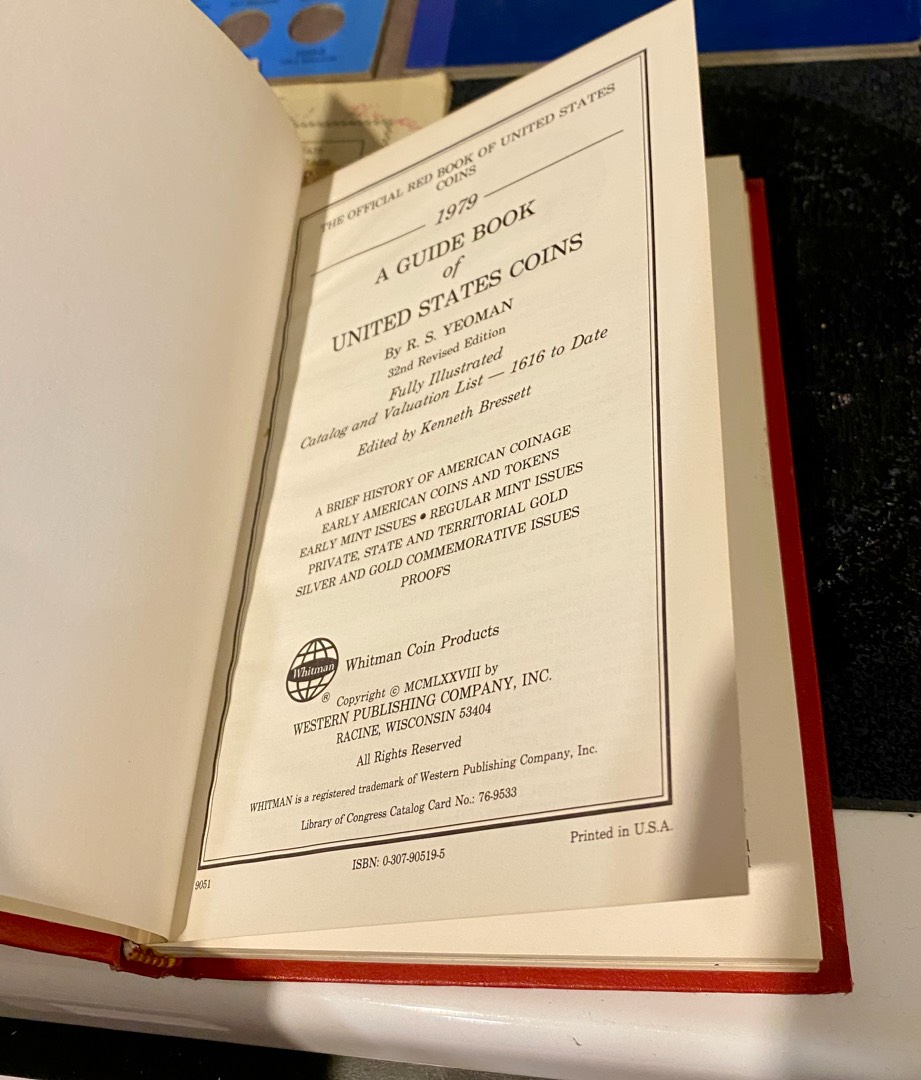 THE OFFICIAL RED BOOK OF UNITED STATES
COINS
1979
A GUIDE BOOK
of
UNITED STATES COINS
By R. S. YEOMAN
32nd Revised Edition
Fully Illustrated
Catalog and Valuation List — 1616 to Date
Edited by Kenneth Bressett
A BRIEF HISTORY OF AMERICAN COINAGE
EARLY AMERICAN COINS AND TOKENS
EARLY MINT ISSUES • REGULAR MINT ISSUES
PRIVATE, STATE AND TERRITORIAL GOLD
SILVER AND GOLD COMMEMORATIVE ISSUES
PROOFS
Whitman
® Whitman Coin Products
Copyright © MCMLXXVIII by
WESTERN PUBLISHING COMPANY, INC.
RACINE, WISCONSIN 53404
All Rights Reserved
WHITMAN is a registered trademark of Western Publishing Company, Inc.
Library of Congress Catalog Card No.: 76-9533
ISBN: 0-307-90519-5
Printed in U.S.A.
9051